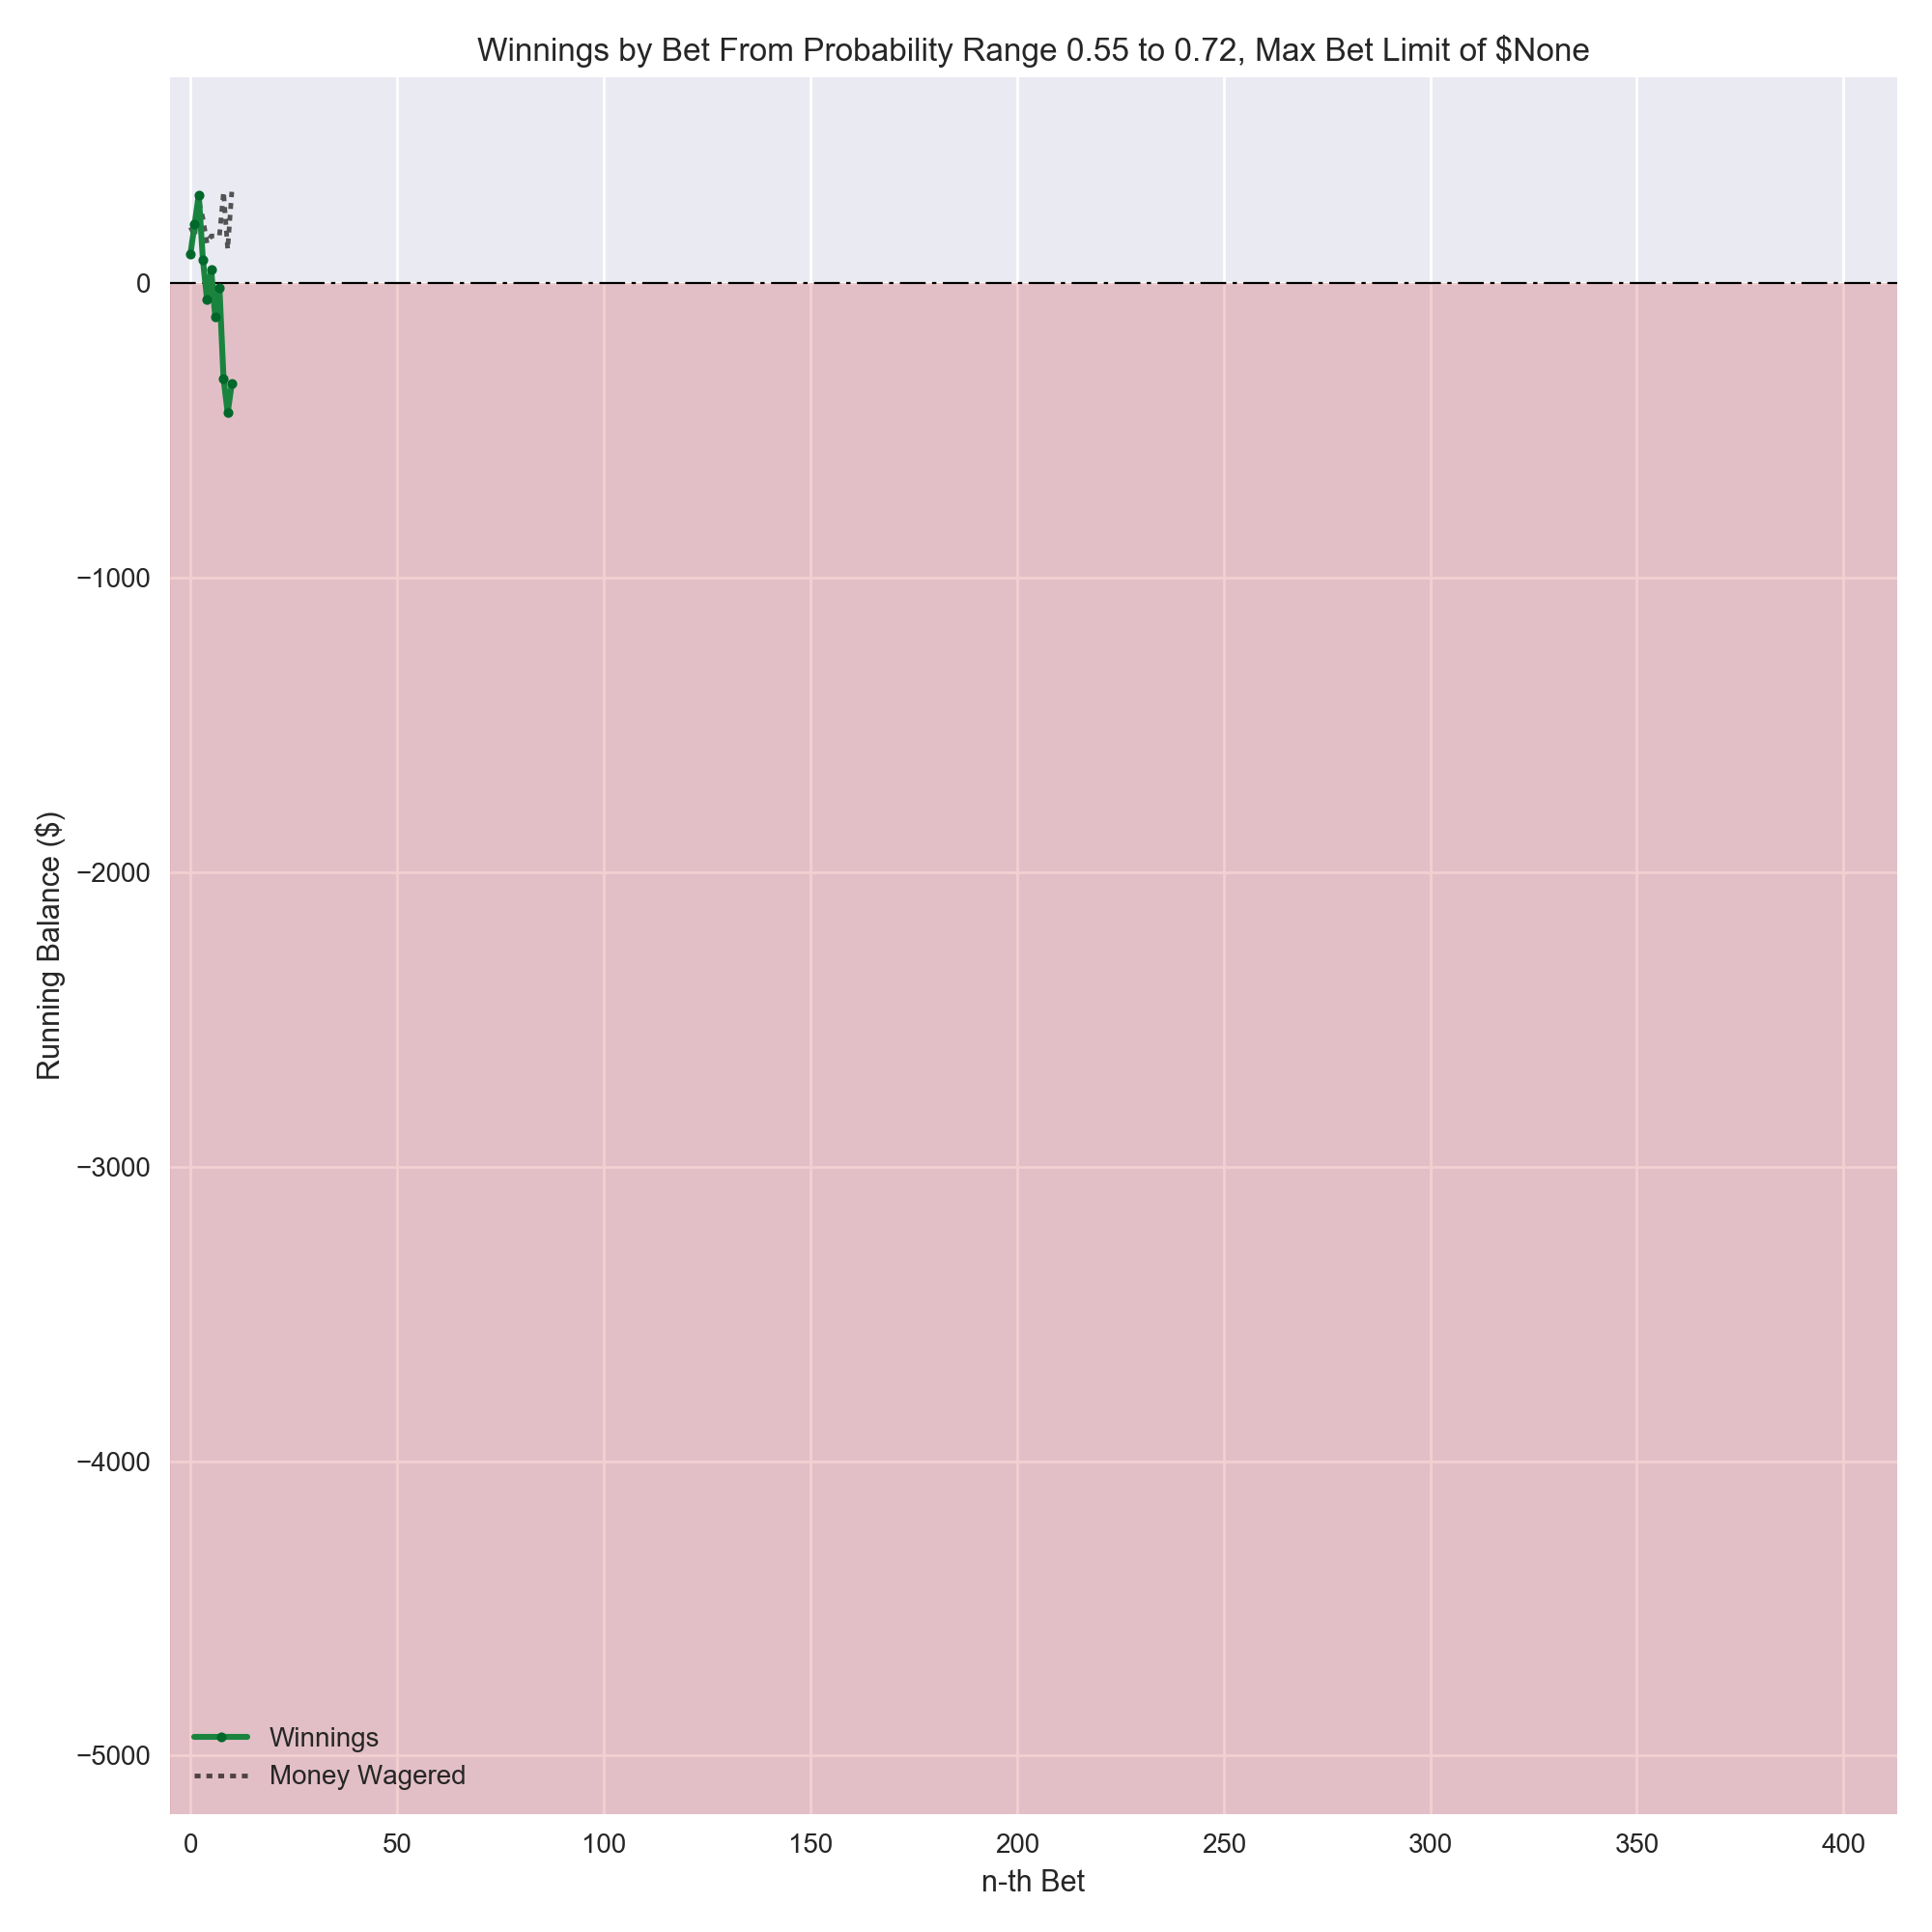 Winnings by Bet From Probability Range 0.55 to 0.72, Max Bet Limit of $None
Running Balance ($)
0
−1000
−2000
−3000
−4000
−5000
Winnings
Money Wagered
0 50 100 150 200 250 300 350 400
n-th Bet